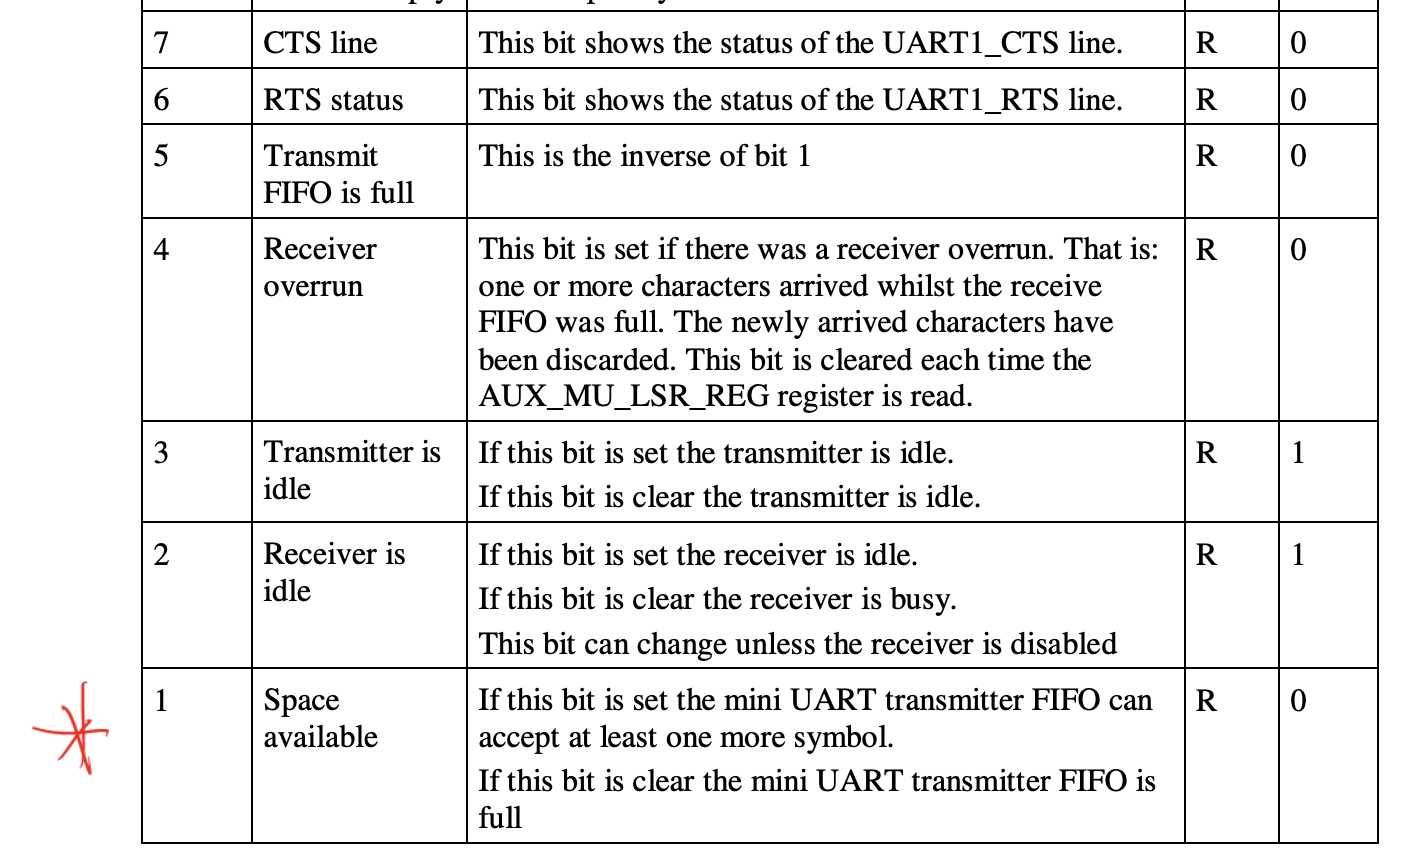 7 CTS line This bit shows the status of the UART1_CTS line. R 0
6 RTS status This bit shows the status of the UART1_RTS line. R 0
5 Transmit This is the inverse of bit 1 R 0
FIFO is full
4 Receiver This bit is set if there was a receiver overrun. That is: R 0
overrun one or more characters arrived whilst the receive
FIFO was full. The newly arrived characters have
been discarded. This bit is cleared each time the
AUX_MU_LSR_REG register is read.
3 Transmitter is If this bit is set the transmitter is idle. R 1
idle If this bit is clear the transmitter is idle.
2 Receiver is If this bit is set the receiver is idle. R 1
idle If this bit is clear the receiver is busy.
This bit can change unless the receiver is disabled
1 Space If this bit is set the mini UART transmitter FIFO can R 0
available accept at least one more symbol.
If this bit is clear the mini UART transmitter FIFO is
full